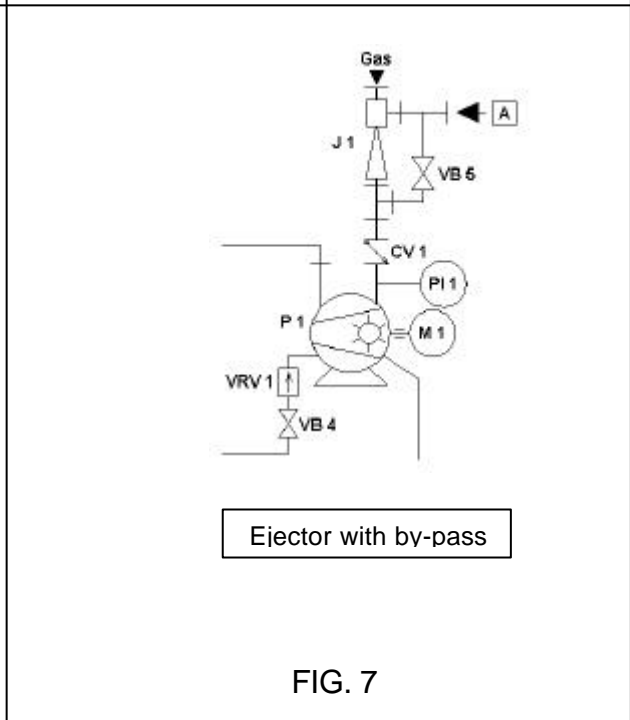 Gas
A
J 1
VB 5
CV 1
PI 1
P 1
M 1
VRV 1
VB 4
Ejector with by-pass
FIG. 7